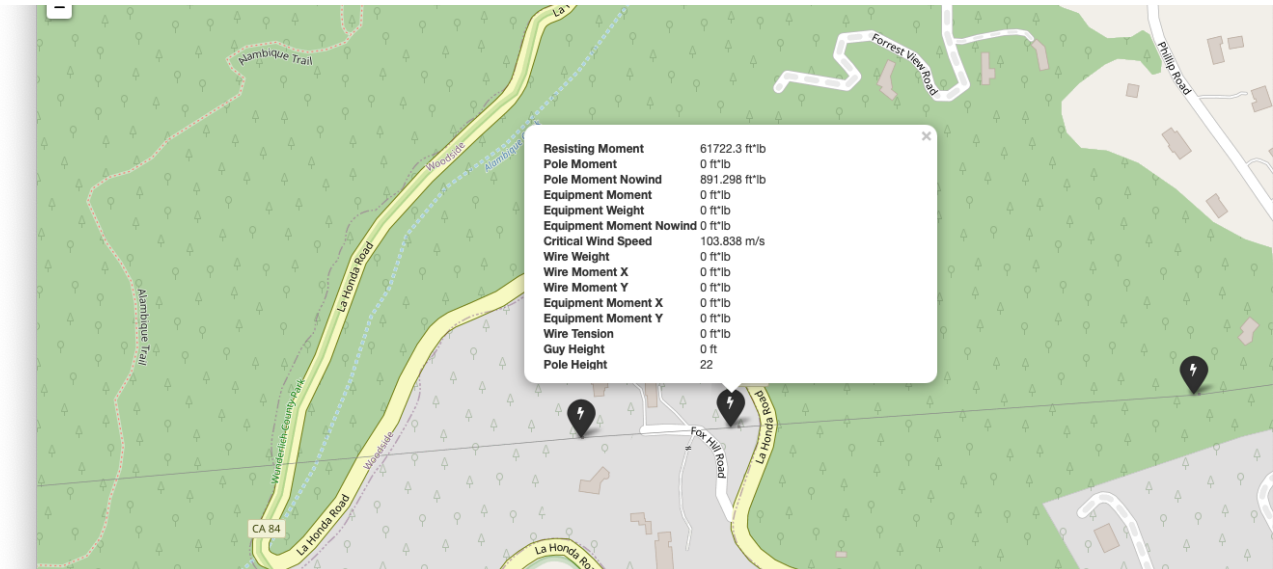 −
Alambique Trail
Forrest View Road
Phillip Road
×
Resisting Moment 61722.3 ft*lb
Pole Moment 0 ft*lb
Pole Moment Nowind 891.298 ft*lb
Equipment Moment 0 ft*lb
Equipment Weight 0 ft*lb
Equipment Moment Nowind 0 ft*lb
Critical Wind Speed 103.838 m/s
Wire Weight 0 ft*lb
Wire Moment X 0 ft*lb
Wire Moment Y 0 ft*lb
Equipment Moment X 0 ft*lb
Equipment Moment Y 0 ft*lb
Wire Tension 0 ft*lb
Guy Height 0 ft
Pole Height 22
Woodside
La Honda Road
Alambique Trail
Wunderlich County Park
Woodside
La Honda Road
Fox Hill Road
La Honda Road
CA 84
La Honda